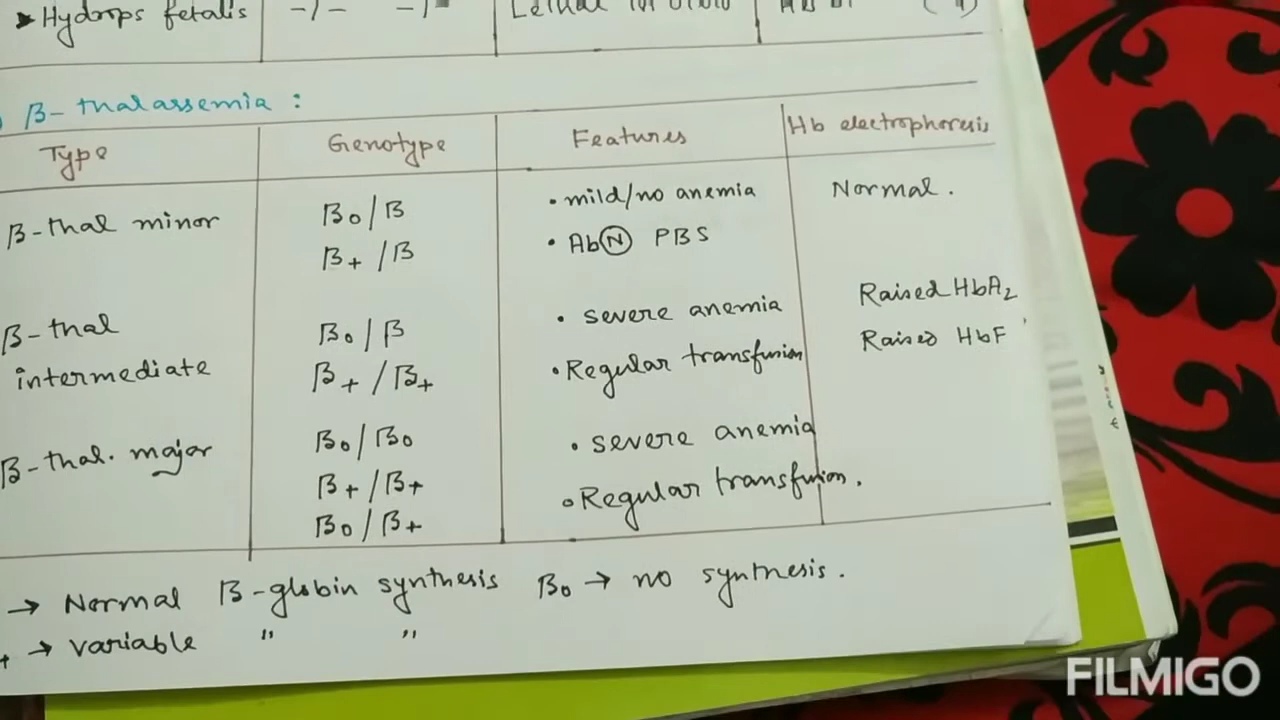 ➤Hydrops fetalis -/- -/-
β-thalassemia :
Type Genotype Features Hb electrophoresis
β-thal minor β₀/β • mild/no anemia Normal.
β₊/β • AbⓃ PBS
β-thal intermediate β₀/β • severe anemia Raised HbA₂
β₊/β₊ • Regular transfusion Raised HbF
β-thal. major β₀/β₀ • severe anemia
β₊/β₊ • Regular transfusion.
β₀/β₊
→ Normal β-globin synthesis β₀ → no synthesis.
+ → variable " "
FILMIGO